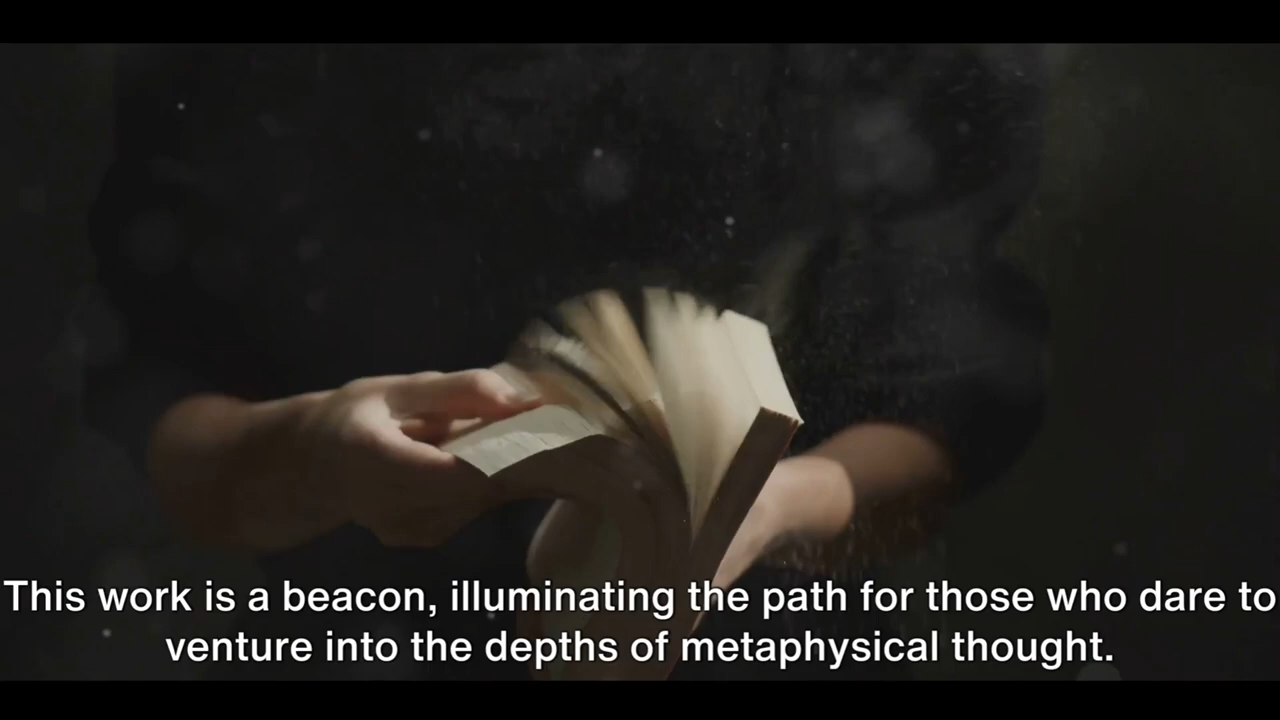 This work is a beacon, illuminating the path for those who dare to
venture into the depths of metaphysical thought.